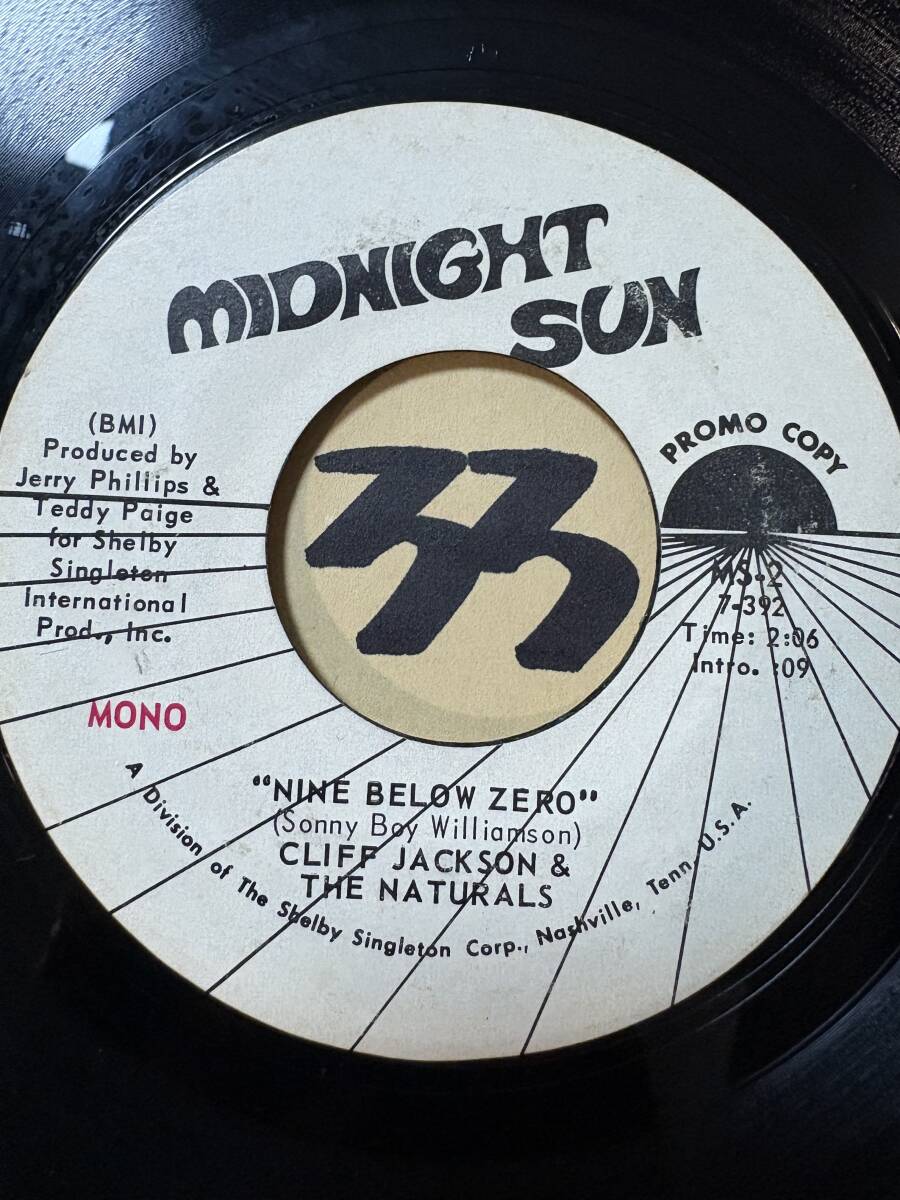 MIDNIGHT
SUN
(BMI)
Produced by
Jerry Phillips &
Teddy Paige
for Shelby
Singleton
International
Prod., Inc.
MONO
PROMO COPY
MS-2
7-392
Time: 2:06
Intro. :09
"NINE BELOW ZERO"
(Sonny Boy Williamson)
CLIFF JACKSON &
THE NATURALS
A Division of The Shelby Singleton Corp., Nashville, Tenn. U.S.A.